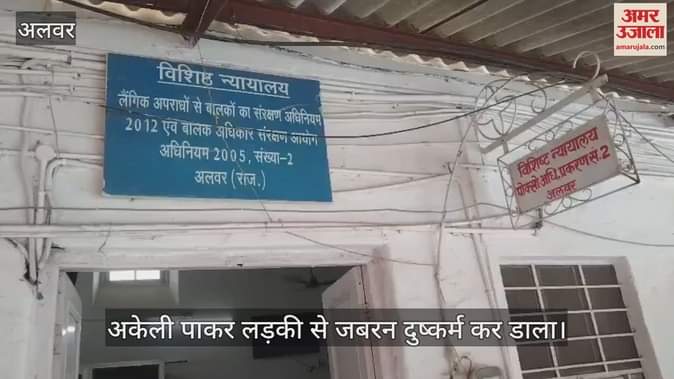 अलवर
अमर उजाला
amarujala.com
विशिष्ठ न्यायालय
लैंगिक अपराधों से बालकों का संरक्षण अधिनियम
2012 एवं बालक अधिकार संरक्षण आयोग
अधिनियम 2005, संख्या-2
अलवर (राज.)
विशिष्ट न्यायालय
पोक्सो अधि.प्रकरण सं. 2
अलवर
अकेली पाकर लड़की से जबरन दुष्कर्म कर डाला।